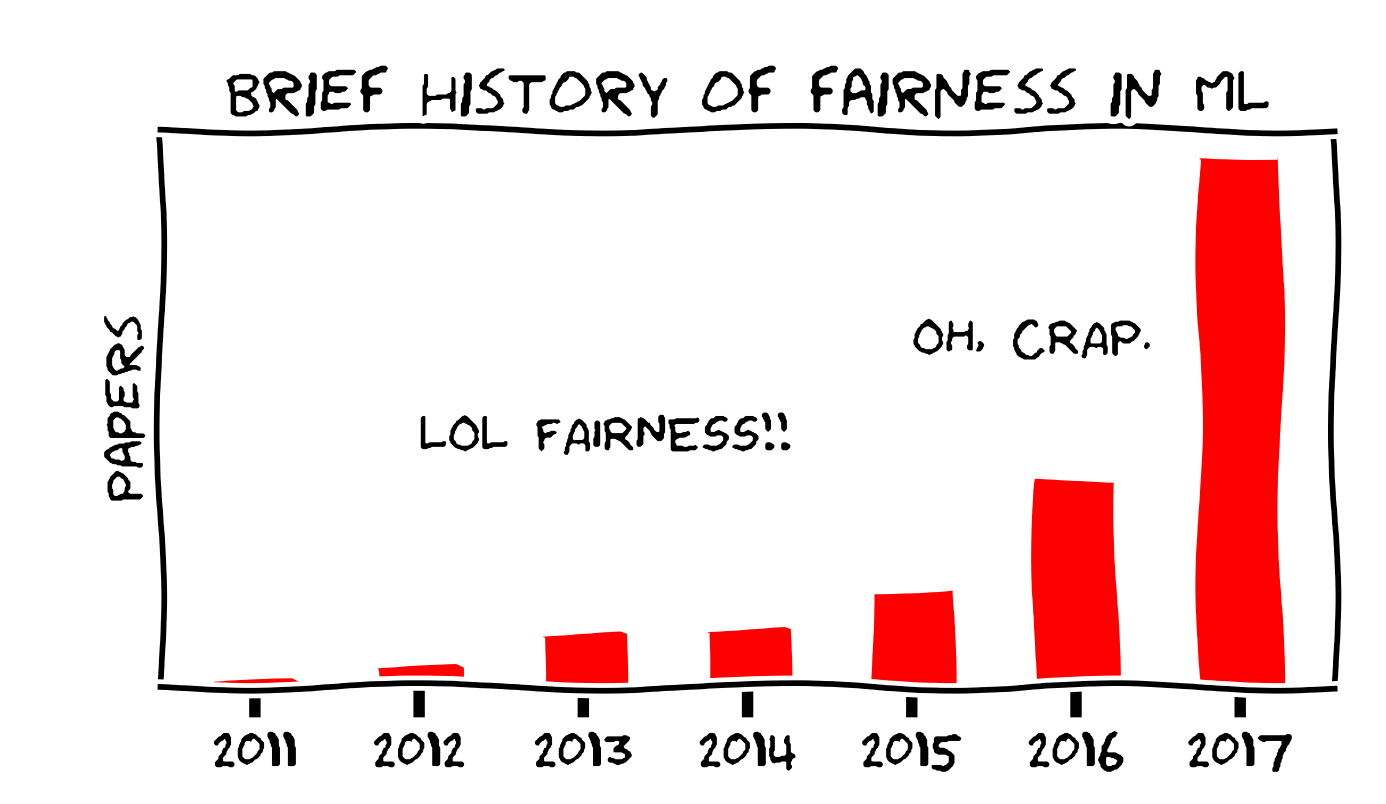 BRIEF HISTORY OF FAIRNESS IN ML
PAPERS
OH, CRAP.
LOL FAIRNESS!!
2011 2012 2013 2014 2015 2016 2017